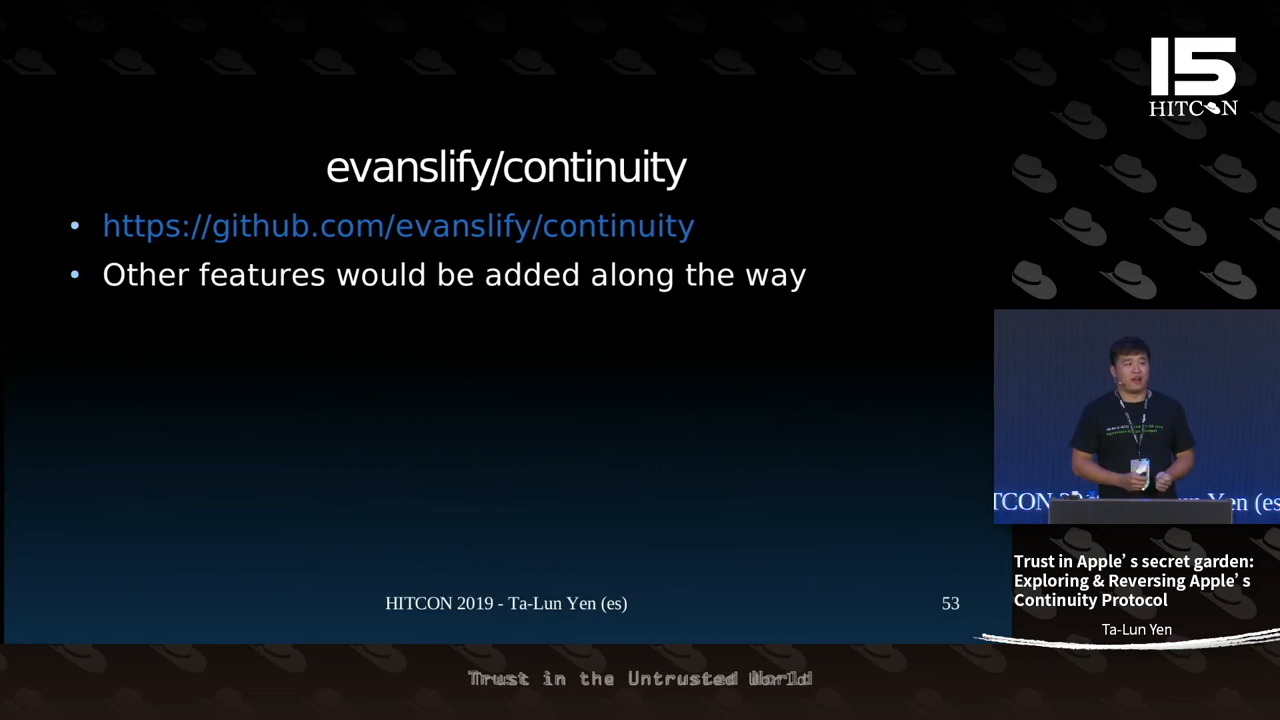 15
HITCON
evanslify/continuity
• https://github.com/evanslify/continuity
• Other features would be added along the way
HITCON 2019 - Ta-Lun Yen (es)
53
Trust in Apple’s secret garden:
Exploring & Reversing Apple’s
Continuity Protocol
Ta-Lun Yen
Trust in the Untrusted World